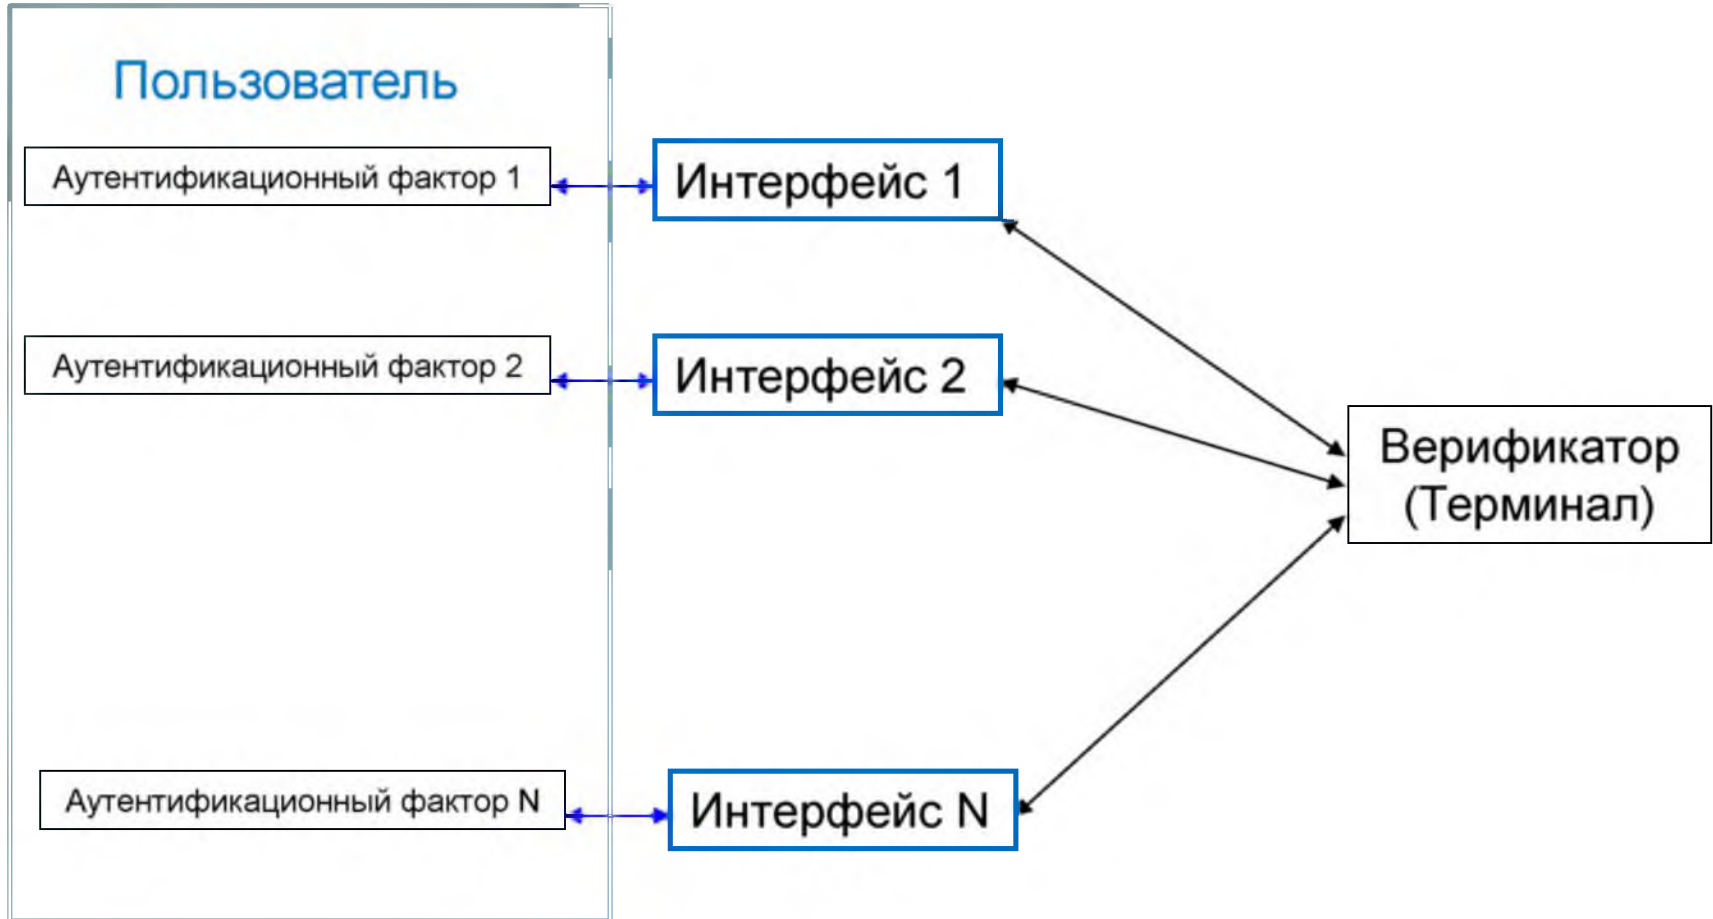 Пользователь
Аутентификационный фактор 1
Интерфейс 1
Аутентификационный фактор 2
Интерфейс 2
Верификатор
(Терминал)
Аутентификационный фактор N
Интерфейс N